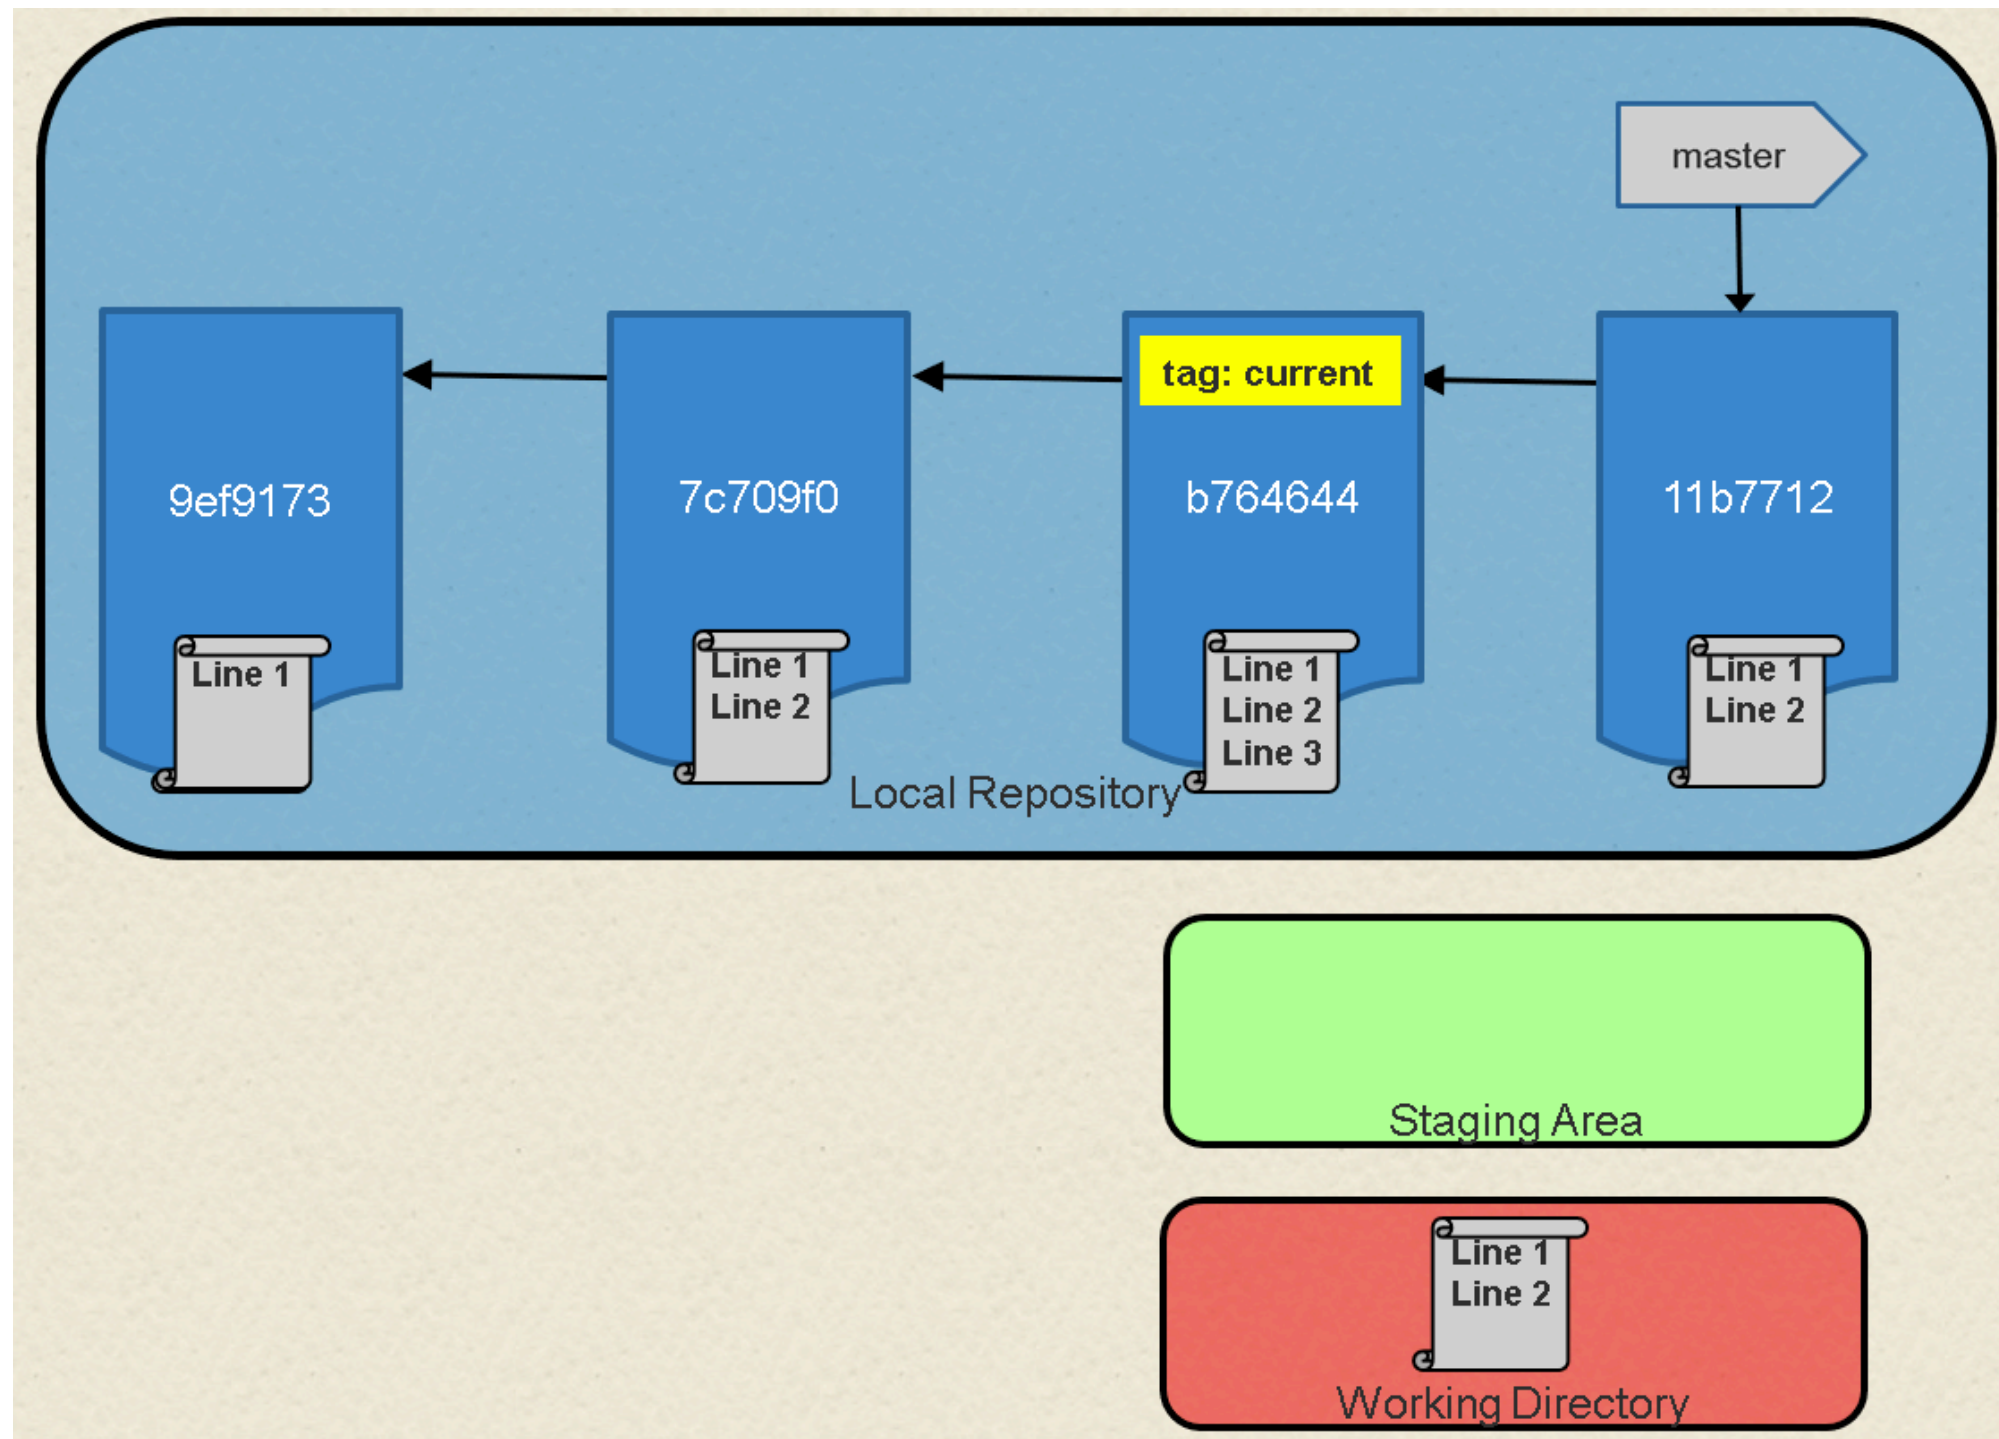 master
tag: current
9ef9173
7c709f0
b764644
11b7712
Line 1
Line 1
Line 2
Line 1
Line 2
Line 3
Line 1
Line 2
Local Repository
Staging Area
Line 1
Line 2
Working Directory